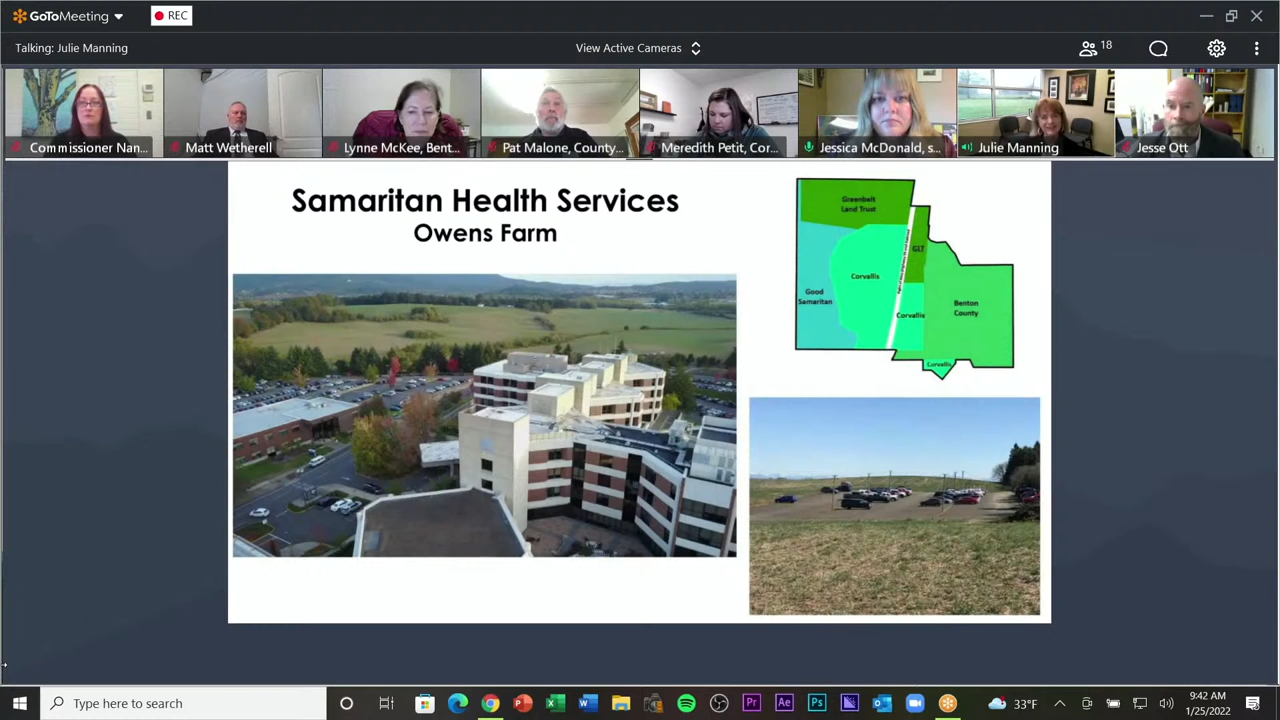 GoToMeeting
REC
Talking: Julie Manning
View Active Cameras
18
Commissioner Nan...
Matt Wetherell
Lynne McKee, Bent...
Pat Malone, County...
Meredith Petit, Cor...
Jessica McDonald, s...
Julie Manning
Jesse Ott
Samaritan Health Services
Owens Farm
Greenbelt
Land Trust
GLT
Corvallis
Good
Samaritan
Benton
County
Corvallis
Corvallis
Type here to search
33°F
9:42 AM
1/25/2022